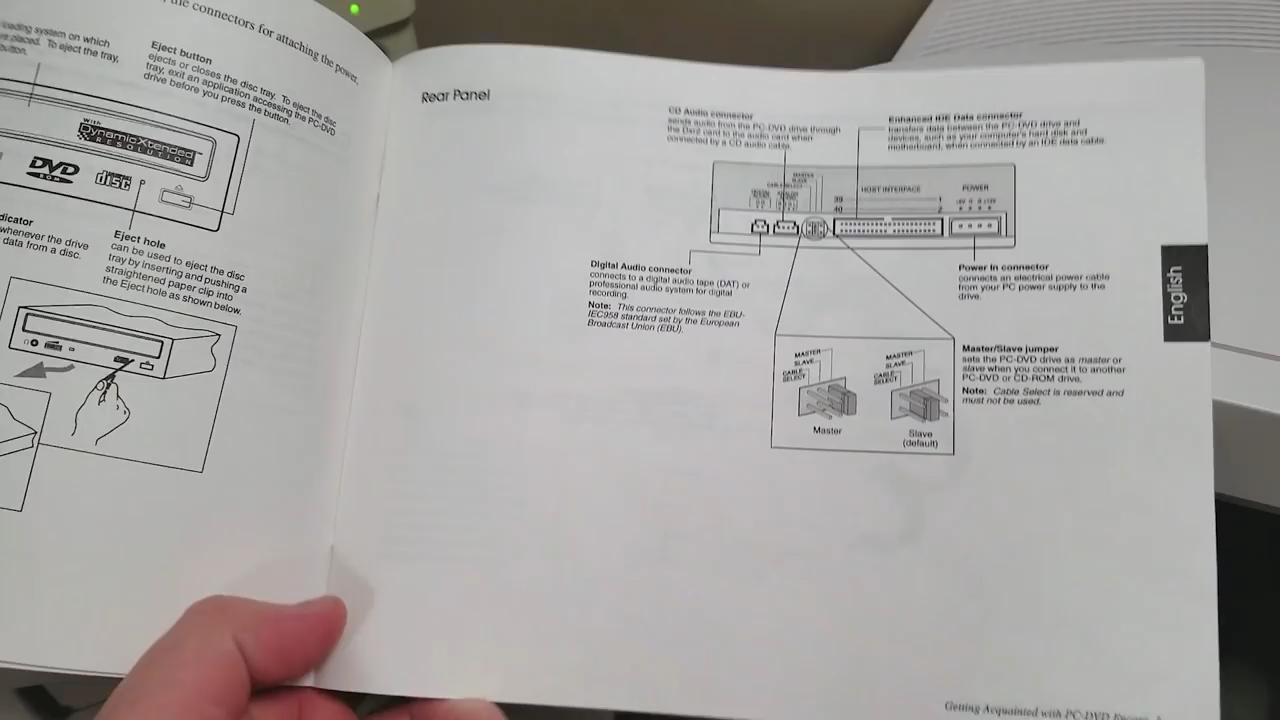 the connectors for attaching the power,
loading system on which
placed. To eject the tray,
button.
Eject button
ejects or closes the disc tray. To eject the disc
tray, exit an application accessing the PC-DVD
drive before you press the button.
with
DynamicXtended
RESOLUTION
DVD
ROM
disc
dicator
whenever the drive
data from a disc.
Eject hole
can be used to eject the disc
tray by inserting and pushing a
straightened paper clip into
the Eject hole as shown below.
Rear Panel
CD Audio connector
sends audio from the PC-DVD drive through
the Dxr2 card to the audio card when
connected by a CD audio cable.
Enhanced IDE Data connector
transfers data between the PC-DVD drive and
devices, such as your computer's hard disk and
motherboard, when connected by an IDE data cable.
MASTER
SLAVE
CABLE SELECT
HOST INTERFACE
POWER
39
40
1
2
Digital Audio connector
connects to a digital audio tape (DAT) or
professional audio system for digital
recording.
Note: This connector follows the EBU-
IEC958 standard set by the European
Broadcast Union (EBU).
Power In connector
connects an electrical power cable
from your PC power supply to the
drive.
English
MASTER
SLAVE
CABLE
SELECT
Master
MASTER
SLAVE
CABLE
SELECT
Slave
(default)
Master/Slave jumper
sets the PC-DVD drive as master or
slave when you connect it to another
PC-DVD or CD-ROM drive.
Note: Cable Select is reserved and
must not be used.
Getting Acquainted with PC-DVD